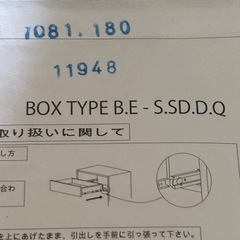 1081.180
11948
BOX TYPE B.E - S.SD.D.Q
取り扱いに関して
し方
合わ
を上にあげたまま、引出しを手前に引っ張って下さい。